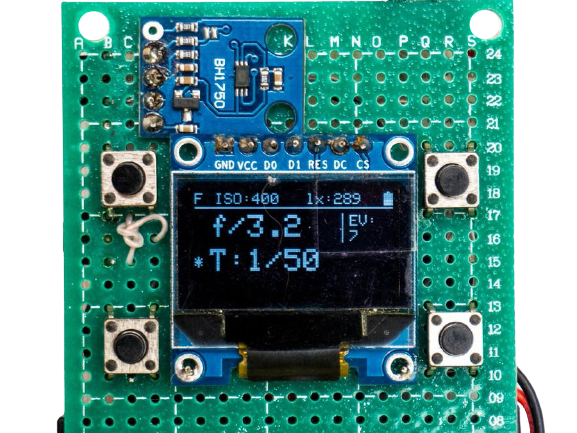 A B C K L M N O P Q R S
24
23
22
21
20
19
18
17
16
15
14
13
12
11
10
09
08
BH1750
GND VCC D0 D1 RES DC CS
F ISO:400 lx:289
f/3.2
EV:
7
*T:1/50